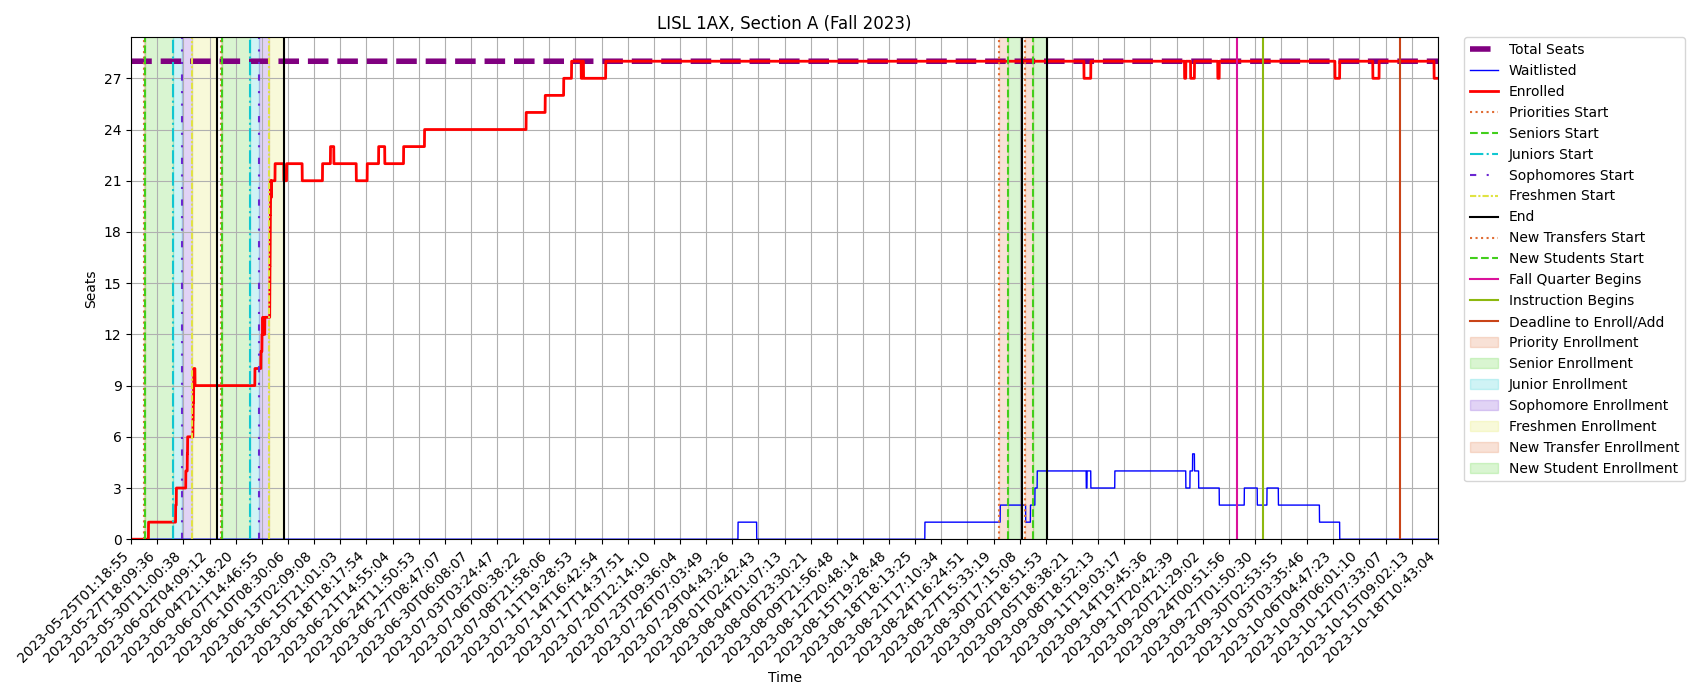 LISL 1AX, Section A (Fall 2023)
Seats
27
24
21
18
15
12
9
6
3
0
2023-05-25T01:18:55
2023-05-27T18:09:36
2023-05-30T11:00:38
2023-06-02T04:09:12
2023-06-04T21:18:20
2023-06-07T14:46:55
2023-06-10T08:30:06
2023-06-13T02:09:08
2023-06-15T21:01:03
2023-06-18T18:17:54
2023-06-21T14:55:04
2023-06-24T11:50:53
2023-06-27T08:47:07
2023-06-30T06:08:07
2023-07-03T03:24:47
2023-07-06T00:38:22
2023-07-08T21:58:06
2023-07-11T19:28:53
2023-07-14T16:42:54
2023-07-17T14:37:51
2023-07-20T12:14:10
2023-07-23T09:36:04
2023-07-26T07:03:49
2023-07-29T04:43:26
2023-08-01T02:42:43
2023-08-04T01:07:13
2023-08-06T23:30:21
2023-08-09T21:56:48
2023-08-12T20:48:14
2023-08-15T19:28:48
2023-08-18T18:13:25
2023-08-21T17:10:34
2023-08-24T16:24:51
2023-08-27T15:33:19
2023-08-30T17:15:08
2023-09-02T18:51:53
2023-09-05T18:38:21
2023-09-08T18:52:13
2023-09-11T19:03:17
2023-09-14T19:45:36
2023-09-17T20:42:39
2023-09-20T21:29:02
2023-09-24T00:51:56
2023-09-27T01:50:30
2023-09-30T02:53:55
2023-10-03T03:35:46
2023-10-06T04:47:23
2023-10-09T06:01:10
2023-10-12T07:33:07
2023-10-15T09:02:13
2023-10-18T10:43:04
Time
Total Seats
Waitlisted
Enrolled
Priorities Start
Seniors Start
Juniors Start
Sophomores Start
Freshmen Start
End
New Transfers Start
New Students Start
Fall Quarter Begins
Instruction Begins
Deadline to Enroll/Add
Priority Enrollment
Senior Enrollment
Junior Enrollment
Sophomore Enrollment
Freshmen Enrollment
New Transfer Enrollment
New Student Enrollment